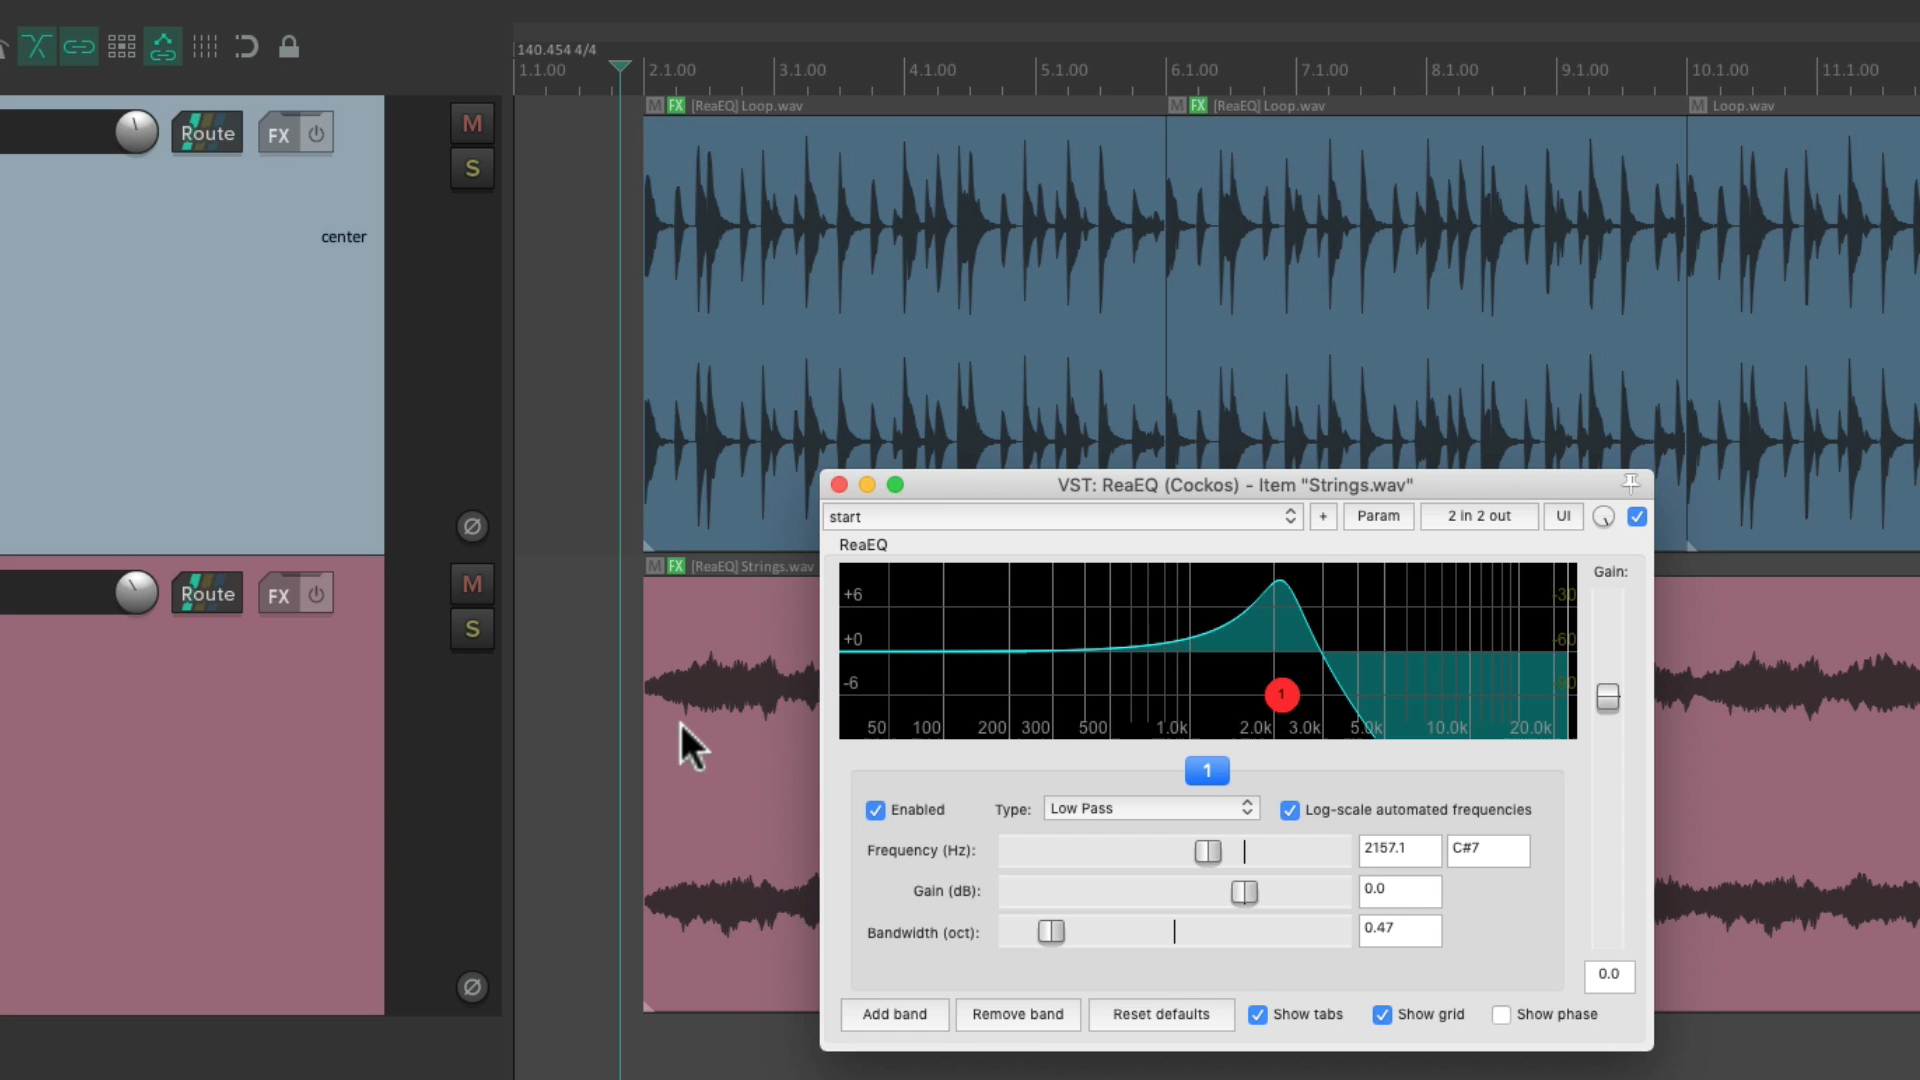 140.454 4/4
1.1.00 2.1.00 3.1.00 4.1.00 5.1.00 6.1.00 7.1.00 8.1.00 9.1.00 10.1.00 11.1.00
M FX [ReaEQ] Loop.wav M FX [ReaEQ] Loop.wav M Loop.wav
Route FX M
S
center
VST: ReaEQ (Cockos) - Item "Strings.wav"
start + Param 2 in 2 out UI
ReaEQ
M FX [ReaEQ] Strings.wav
Route FX M
S
Gain:
+6 -30
+0 -60
-6 -90
1
50 100 200 300 500 1.0k 2.0k 3.0k 5.0k 10.0k 20.0k
1
Enabled Type: Low Pass Log-scale automated frequencies
Frequency (Hz): 2157.1 C#7
Gain (dB): 0.0
Bandwidth (oct): 0.47
0.0
Add band Remove band Reset defaults Show tabs Show grid Show phase